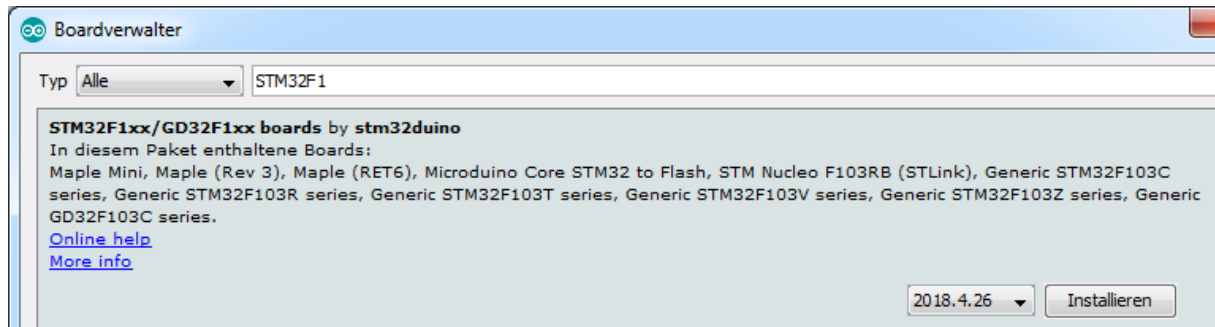 Boardverwalter
Typ Alle STM32F1
STM32F1xx/GD32F1xx boards by stm32duino
In diesem Paket enthaltene Boards:
Maple Mini, Maple (Rev 3), Maple (RET6), Microduino Core STM32 to Flash, STM Nucleo F103RB (STLink), Generic STM32F103C
series, Generic STM32F103R series, Generic STM32F103T series, Generic STM32F103V series, Generic STM32F103Z series, Generic
GD32F103C series.
Online help
More info
2018.4.26 Installieren